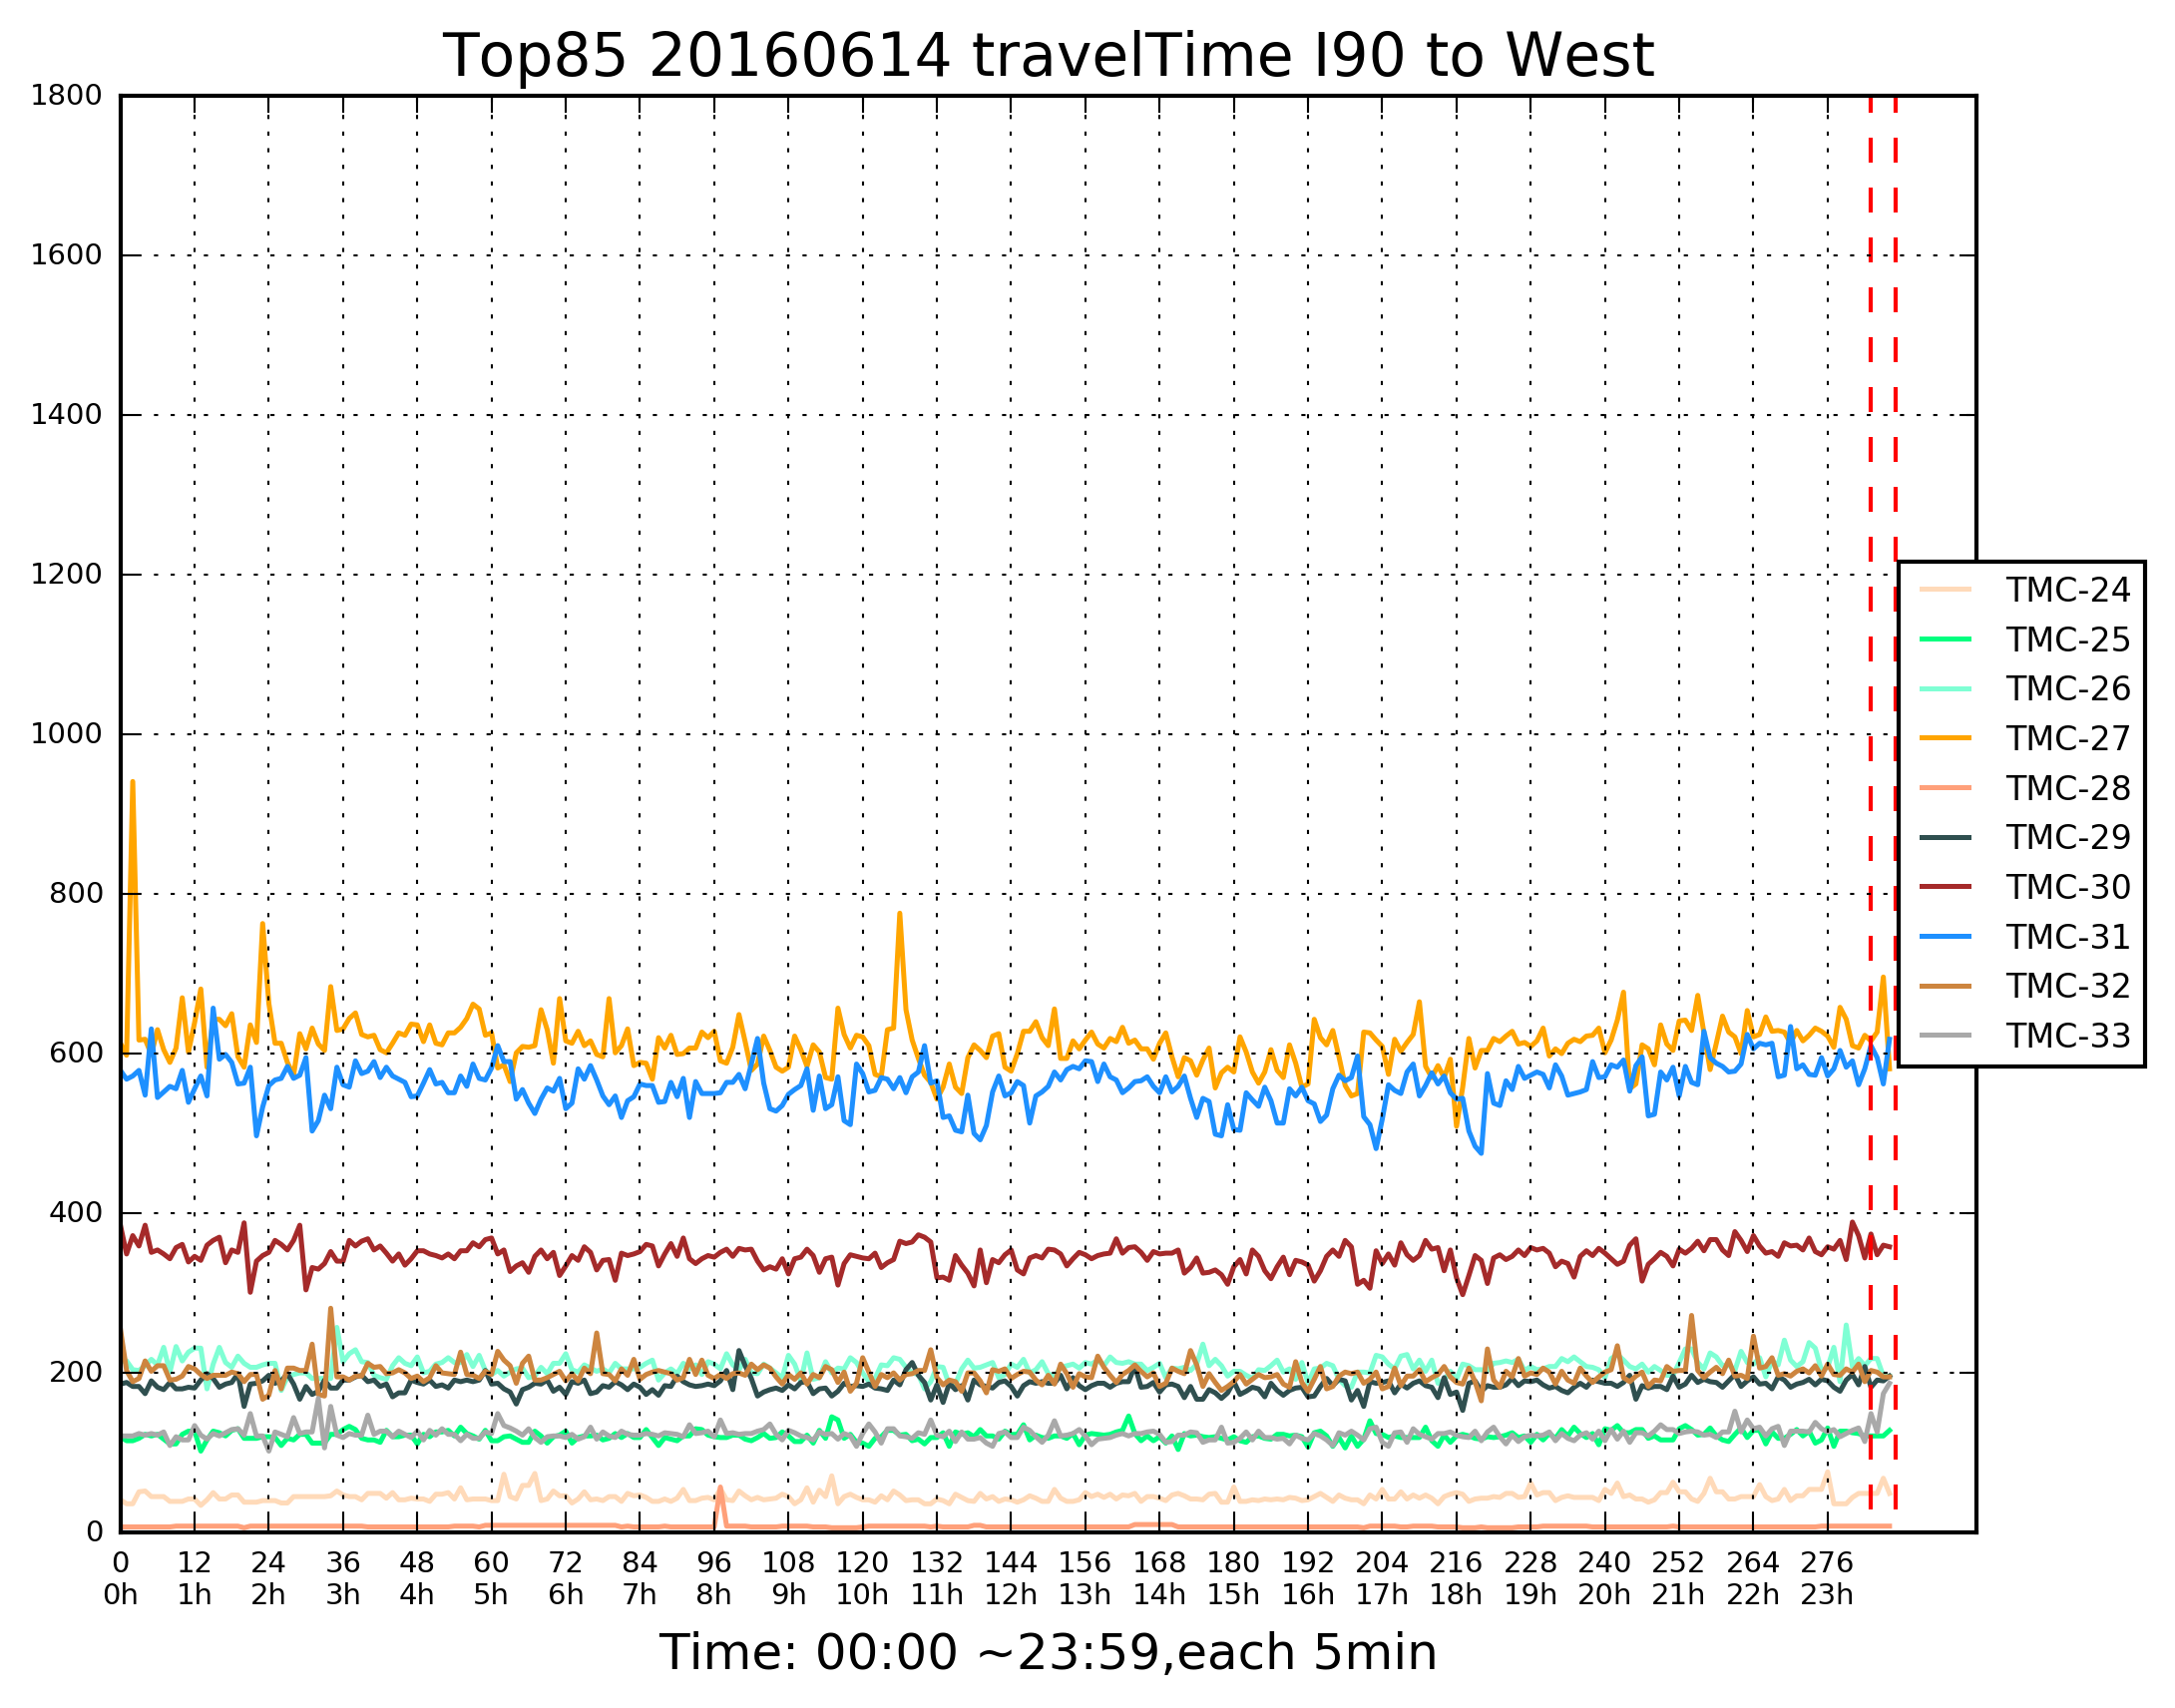 Top85 20160614 travelTime I90 to West
1800
1600
1400
1200
1000
800
600
400
200
0
TMC-24
TMC-25
TMC-26
TMC-27
TMC-28
TMC-29
TMC-30
TMC-31
TMC-32
TMC-33
0 12 24 36 48 60 72 84 96 108 120 132 144 156 168 180 192 204 216 228 240 252 264 276
0h 1h 2h 3h 4h 5h 6h 7h 8h 9h 10h 11h 12h 13h 14h 15h 16h 17h 18h 19h 20h 21h 22h 23h
Time: 00:00 ~23:59,each 5min